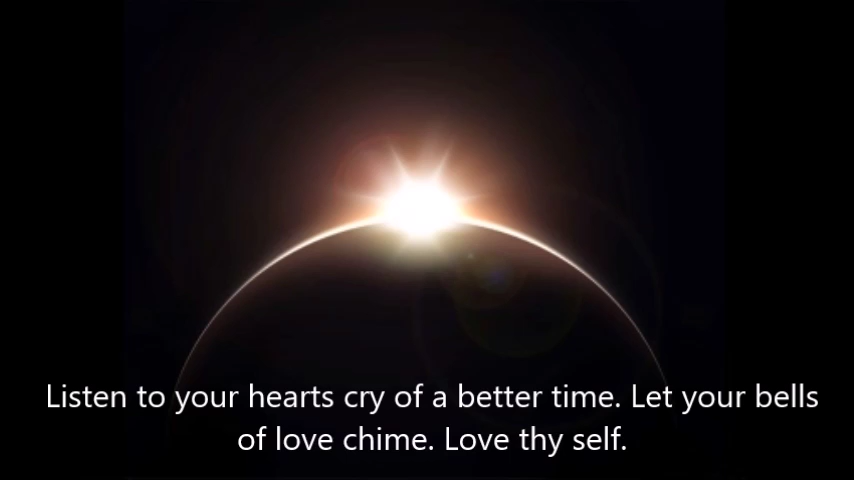 Listen to your hearts cry of a better time. Let your bells
of love chime. Love thy self.